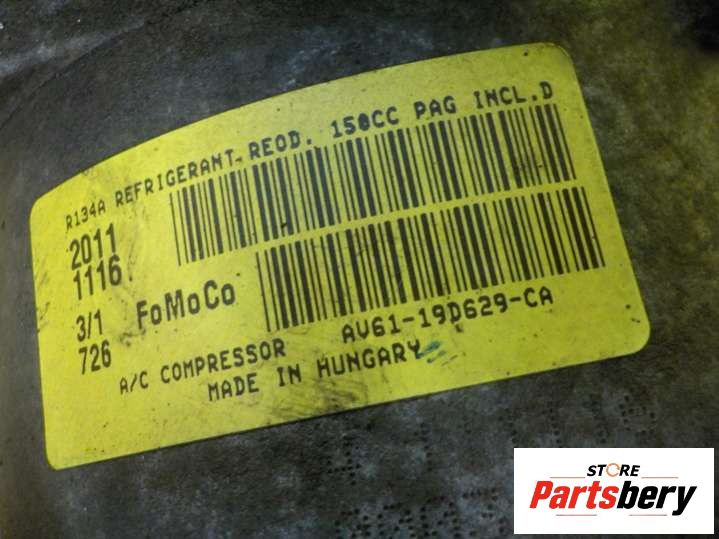 R134A REFRIGERANT REQD. 150CC PAG INCL.D
2011
1116
3/1
726
FoMoCo
A/C COMPRESSOR AV61-19D629-CA
MADE IN HUNGARY
STORE
Partsbery